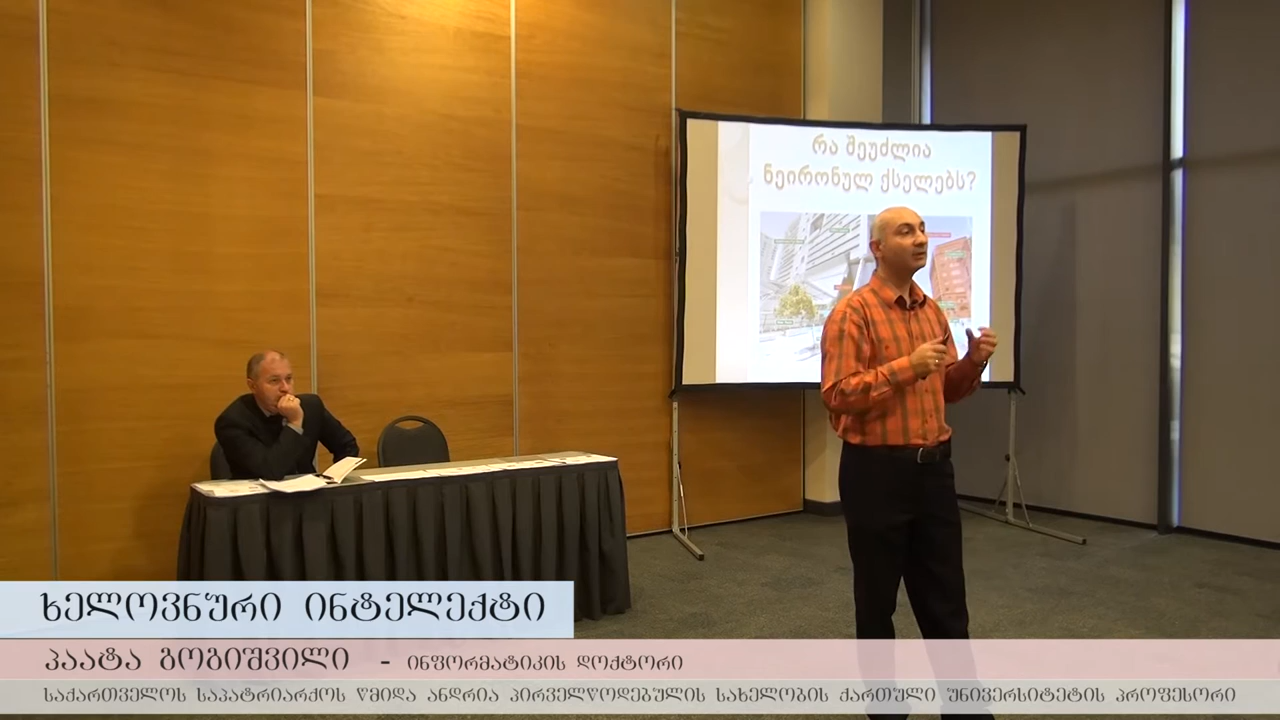 რა შეუძლია
ნეირონულ ქსელებს?
ხელოვნური ინტელექტი
პაატა გოგიშვილი - ინფორმატიკის დოქტორი
საქართველოს საპატრიარქოს წმიდა ანდრია პირველწოდებულის სახელობის ქართული უნივერსიტეტის პროფესორი